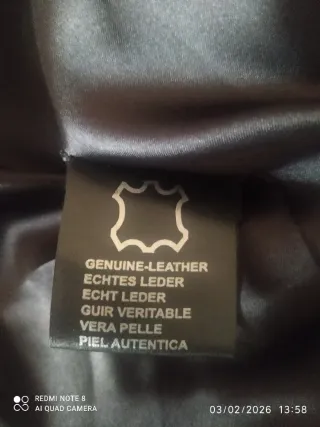 GENUINE-LEATHER
ECHTES LEDER
ECHT LEDER
GUIR VERITABLE
VERA PELLE
PIEL AUTENTICA
REDMI NOTE 8
AI QUAD CAMERA
03/02/2026 13:58